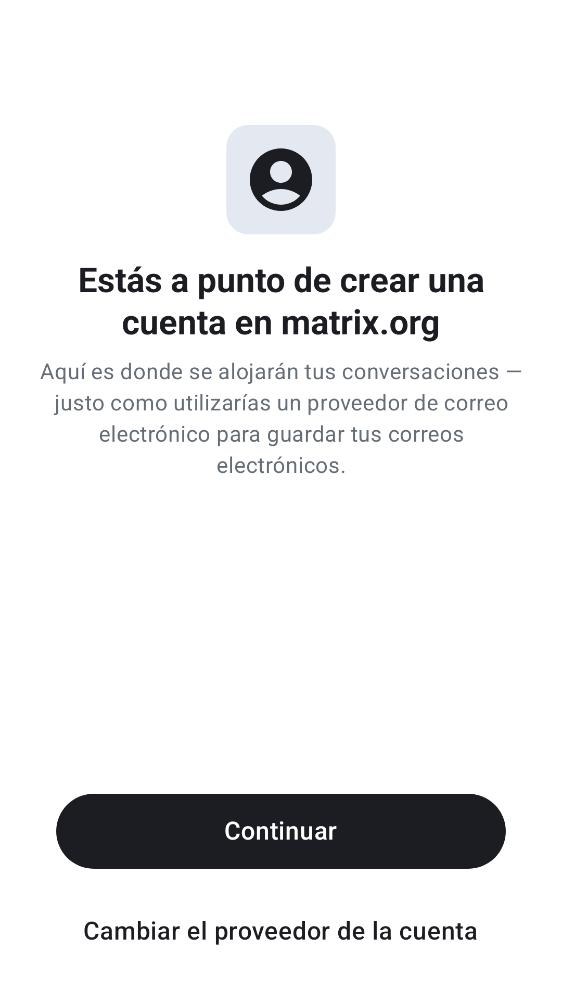 Estás a punto de crear una
cuenta en matrix.org
Aquí es donde se alojarán tus conversaciones —
justo como utilizarías un proveedor de correo
electrónico para guardar tus correos
electrónicos.
Continuar
Cambiar el proveedor de la cuenta